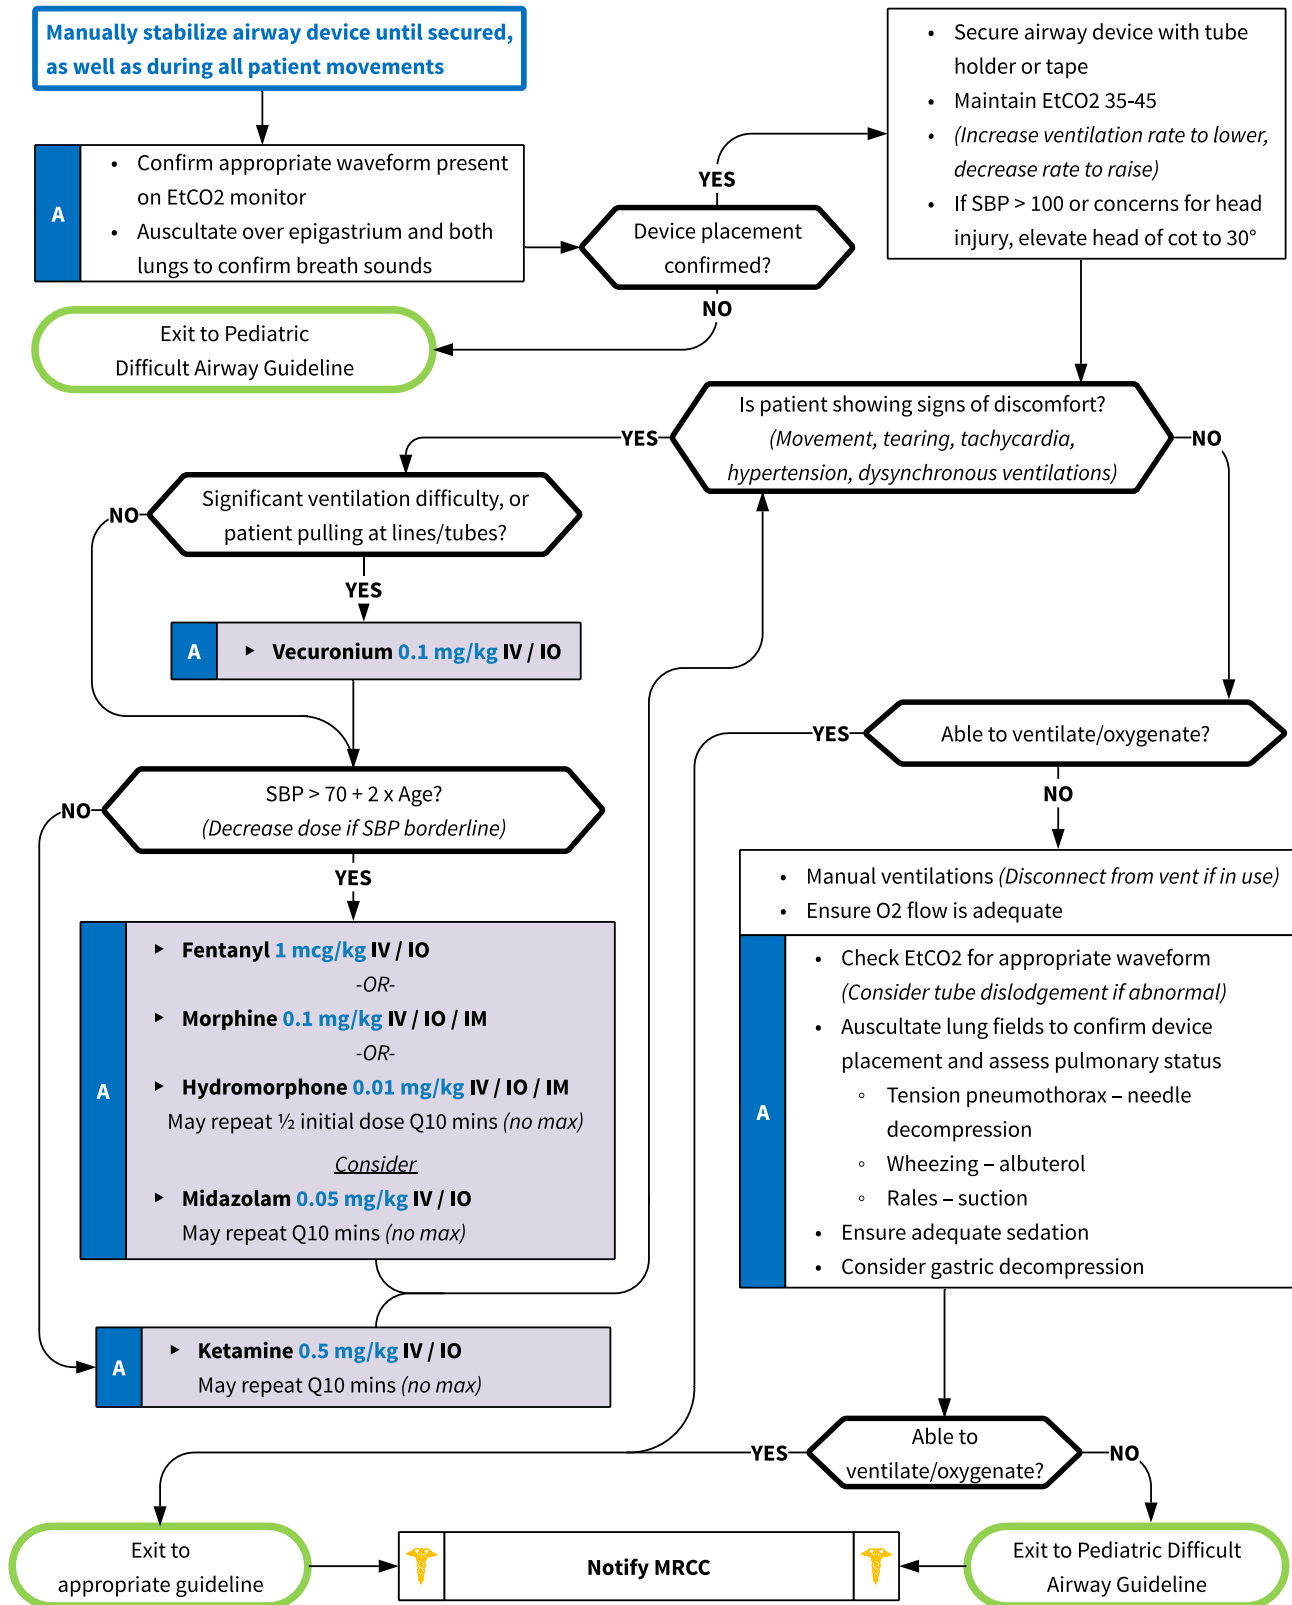 Manually stabilize airway device until secured,
as well as during all patient movements
A
• Confirm appropriate waveform present
on EtCO2 monitor
• Auscultate over epigastrium and both
lungs to confirm breath sounds
Device placement
confirmed?
YES
NO
• Secure airway device with tube
holder or tape
• Maintain EtCO2 35-45
• (Increase ventilation rate to lower,
decrease rate to raise)
• If SBP > 100 or concerns for head
injury, elevate head of cot to 30°
Exit to Pediatric
Difficult Airway Guideline
Is patient showing signs of discomfort?
(Movement, tearing, tachycardia,
hypertension, dysynchronous ventilations)
YES
NO
Significant ventilation difficulty, or
patient pulling at lines/tubes?
NO
YES
A
▸ Vecuronium 0.1 mg/kg IV / IO
SBP > 70 + 2 x Age?
(Decrease dose if SBP borderline)
NO
YES
A
▸ Fentanyl 1 mcg/kg IV / IO
-OR-
▸ Morphine 0.1 mg/kg IV / IO / IM
-OR-
▸ Hydromorphone 0.01 mg/kg IV / IO / IM
May repeat ½ initial dose Q10 mins (no max)
Consider
▸ Midazolam 0.05 mg/kg IV / IO
May repeat Q10 mins (no max)
A
▸ Ketamine 0.5 mg/kg IV / IO
May repeat Q10 mins (no max)
Able to ventilate/oxygenate?
YES
NO
• Manual ventilations (Disconnect from vent if in use)
• Ensure O2 flow is adequate
A
• Check EtCO2 for appropriate waveform
(Consider tube dislodgement if abnormal)
• Auscultate lung fields to confirm device
placement and assess pulmonary status
◦ Tension pneumothorax – needle
decompression
◦ Wheezing – albuterol
◦ Rales – suction
• Ensure adequate sedation
• Consider gastric decompression
Able to
ventilate/oxygenate?
YES
NO
Exit to
appropriate guideline
Notify MRCC
Exit to Pediatric Difficult
Airway Guideline